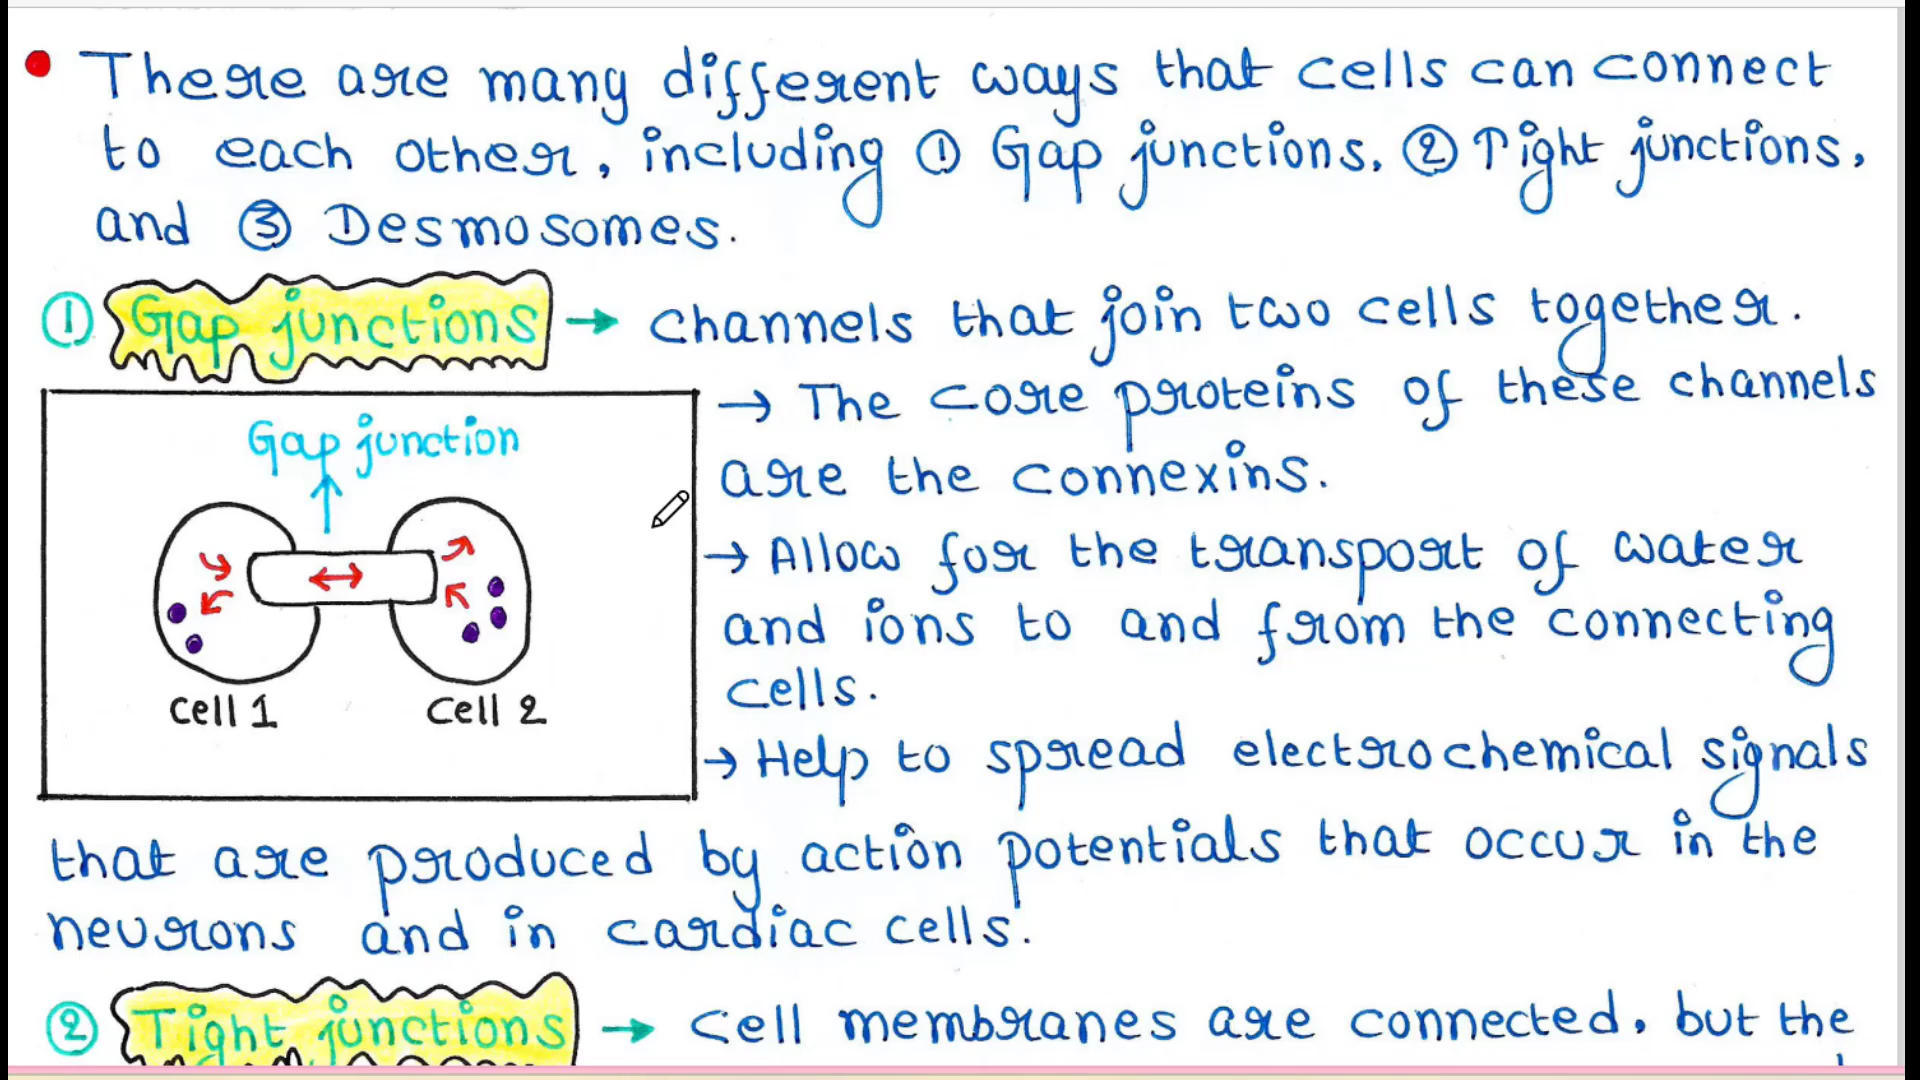 • There are many different ways that cells can connect
to each other, including ① Gap junctions, ② Tight junctions,
and ③ Desmosomes.
① Gap junctions → channels that join two cells together.
→ The core proteins of these channels
are the connexins.
Gap junction
→ Allow for the transport of water
and ions to and from the connecting
cells.
cell 1 cell 2
→ Help to spread electrochemical signals
that are produced by action potentials that occur in the
neurons and in cardiac cells.
② Tight junctions → cell membranes are connected, but the